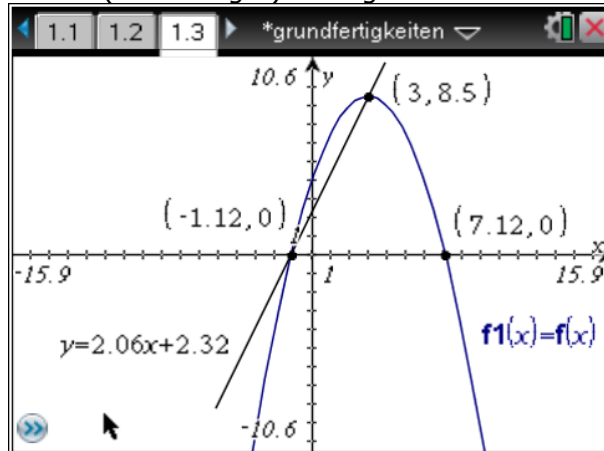 1.1 1.2 1.3 *grundfertigkeiten
10.6 y
(3,8.5)
(-1.12,0)
(7.12,0)
1
x
-15.9
1
15.9
y=2.06x+2.32
f1(x)=f(x)
-10.6